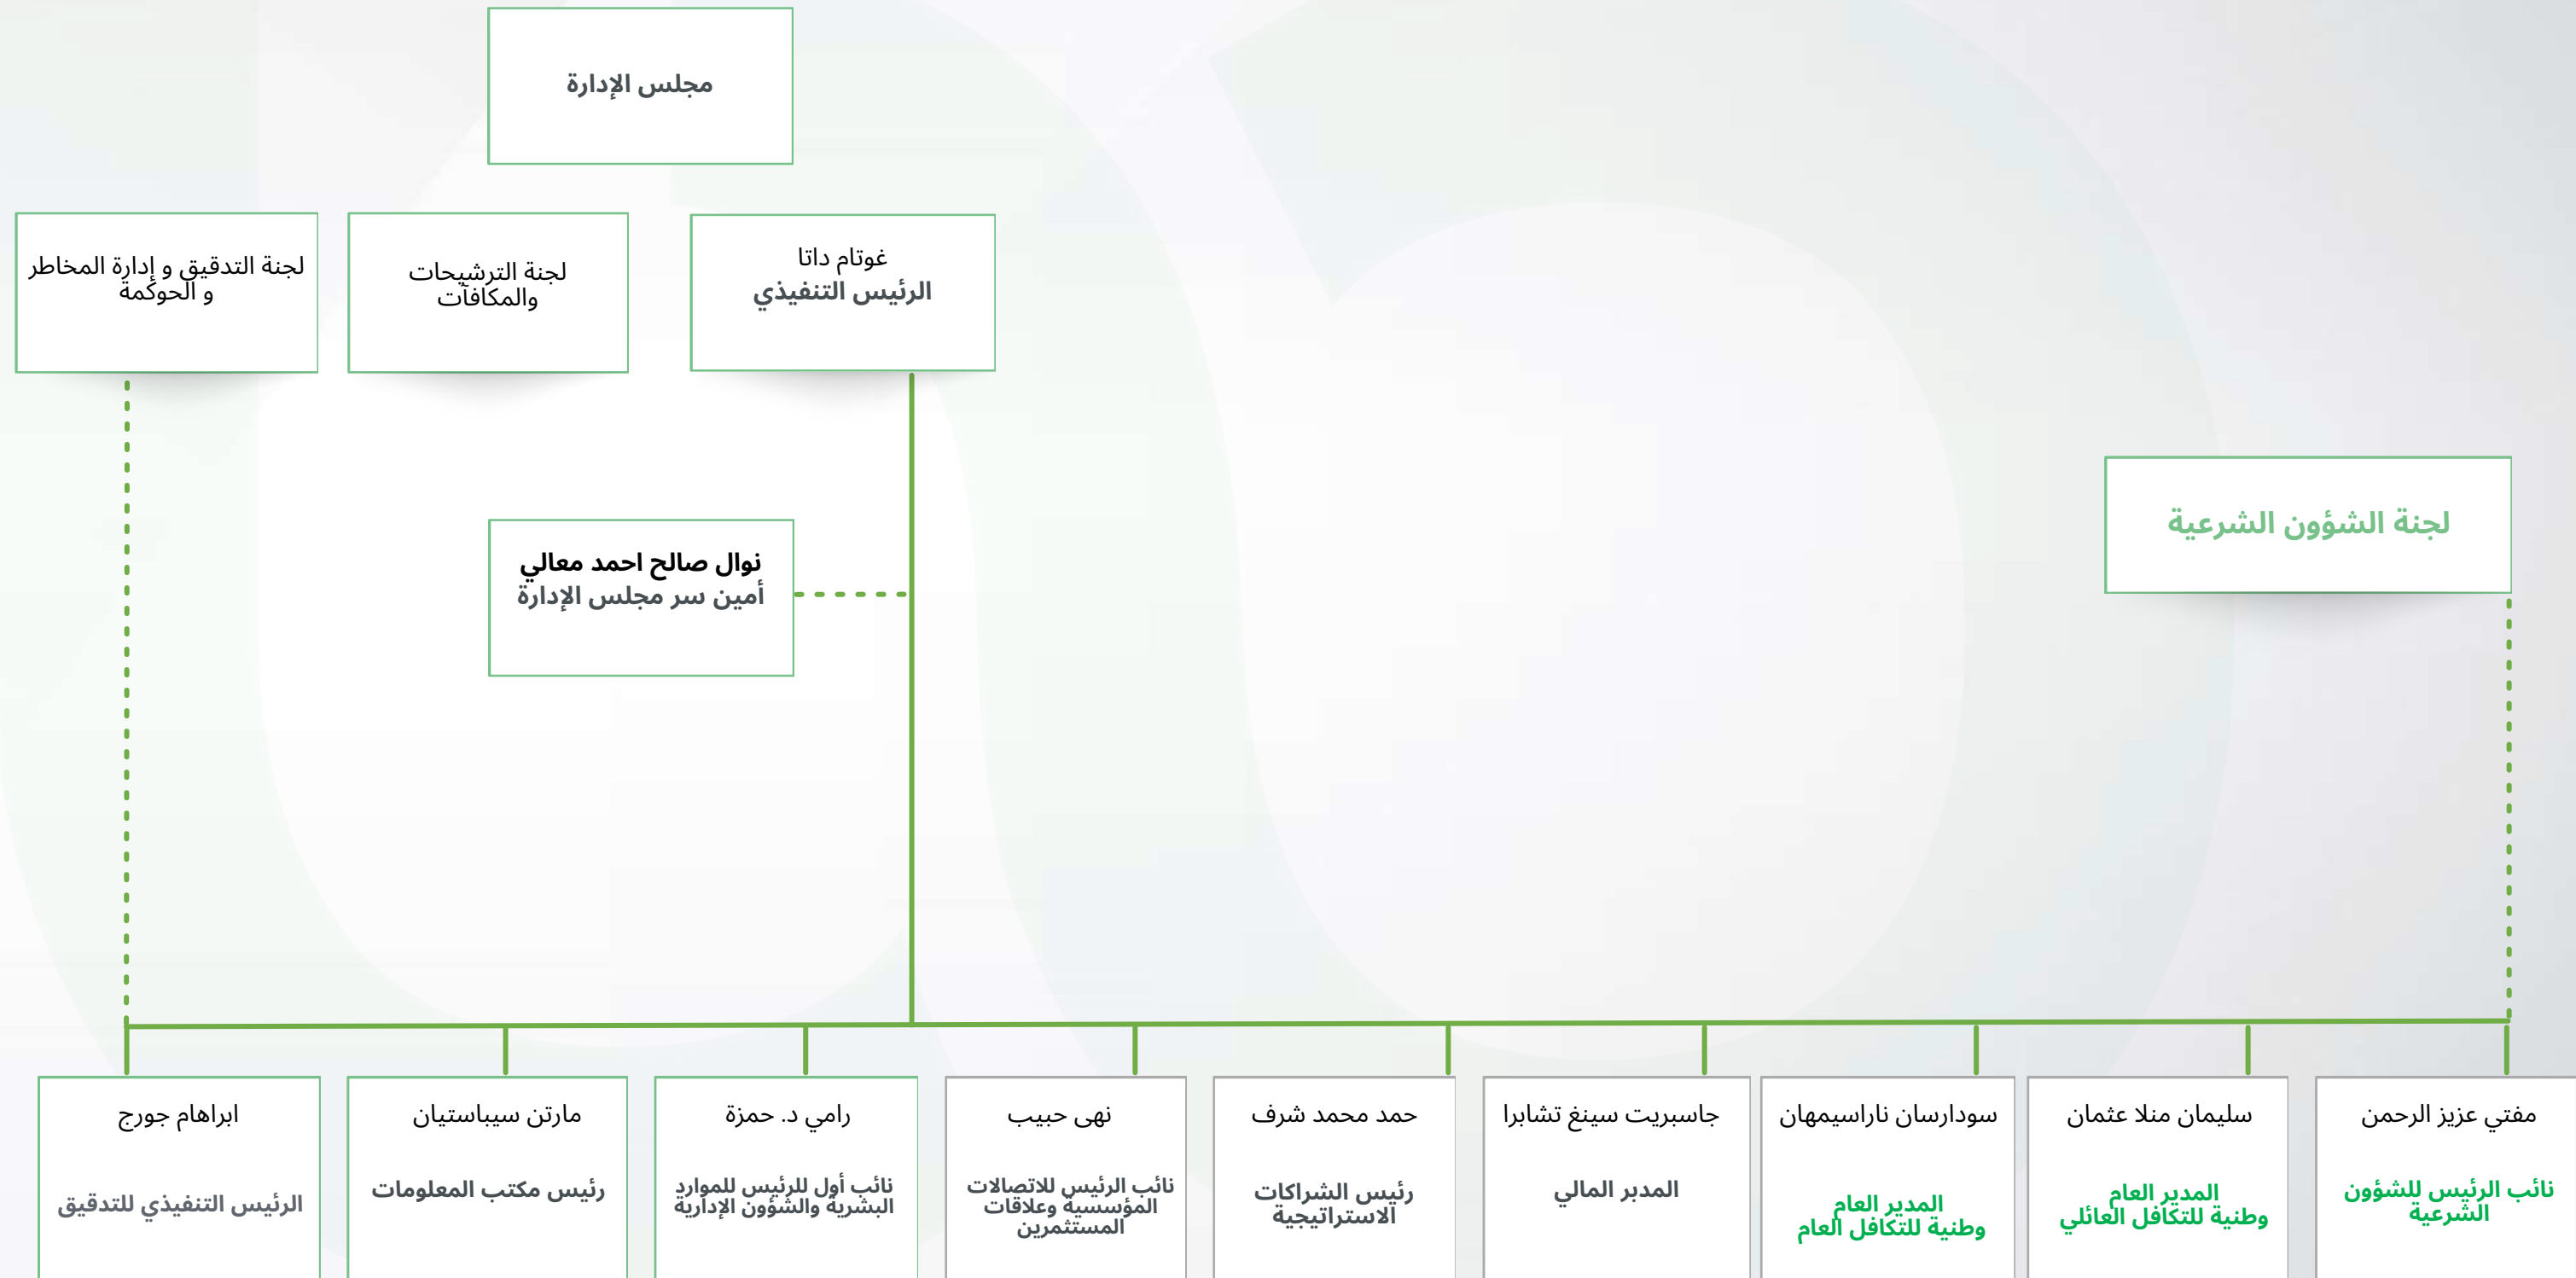 مجلس الإدارة
غوتام داتا
الرئيس التنفيذي
لجنة الترشيحات
والمكافآت
لجنة التدقيق و إدارة المخاطر
و الحوكمة
لجنة الشؤون الشرعية
نوال صالح احمد معالي
أمين سر مجلس الإدارة
مفتي عزيز الرحمن
نائب الرئيس للشؤون
الشرعية
سليمان منلا عثمان
المدير العام
وطنية للتكافل العائلي
سودارسان ناراسيمهان
المدير العام
وطنية للتكافل العام
جاسبريت سينغ تشابرا
المدبر المالي
حمد محمد شرف
رئيس الشراكات
الاستراتيجية
نهى حبيب
نائب الرئيس للاتصالات
المؤسسية وعلاقات
المستثمرين
رامي د. حمزة
نائب أول للرئيس للموارد
البشرية والشؤون الإدارية
مارتن سيباستيان
رئيس مكتب المعلومات
ابراهام جورج
الرئيس التنفيذي للتدقيق